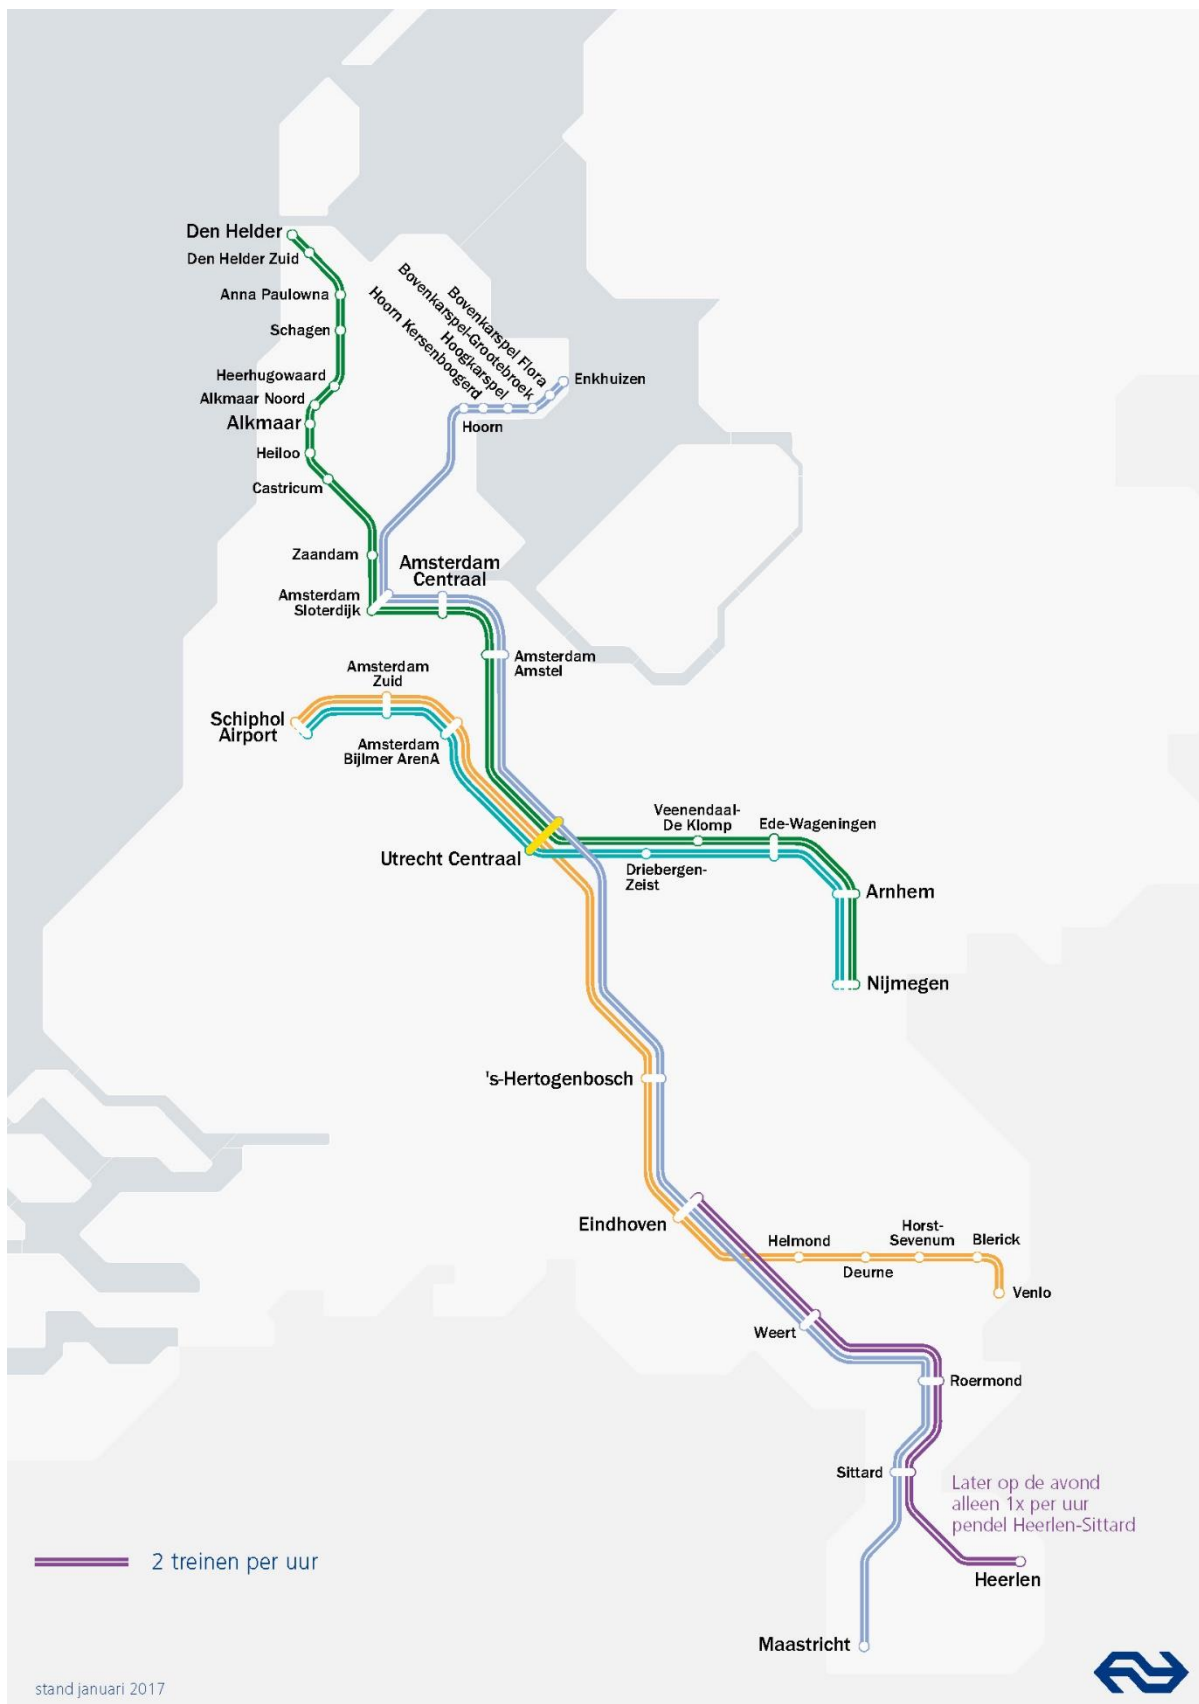 Den Helder
Den Helder Zuid
Anna Paulowna
Schagen
Heerhugowaard
Alkmaar Noord
Alkmaar
Heiloo
Castricum
Zaandam
Amsterdam
Sloterdijk
Bovenkarspel Flora
Bovenkarspel-Grootebroek
Hoogkarspel
Hoorn Kersenboogerd
Enkhuizen
Hoorn
Amsterdam
Centraal
Amsterdam
Amstel
Amsterdam
Zuid
Schiphol
Airport
Amsterdam
Bijlmer ArenA
Utrecht Centraal
Veenendaal-
De Klomp
Ede-Wageningen
Driebergen-
Zeist
Arnhem
Nijmegen
's-Hertogenbosch
Eindhoven
Helmond
Deurne
Horst-
Sevenum
Blerick
Venlo
Weert
Roermond
Sittard
Later op de avond
alleen 1x per uur
pendel Heerlen-Sittard
2 treinen per uur
Heerlen
Maastricht
stand januari 2017